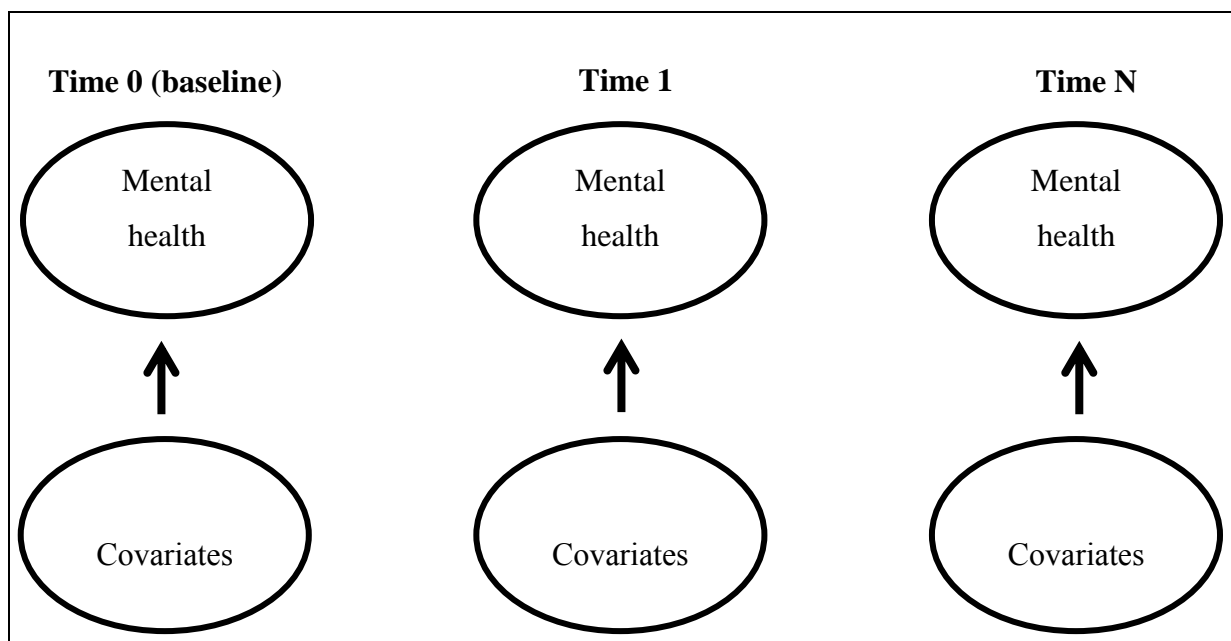 Time 0 (baseline)
Time 1
Time N
Mental
health
Mental
health
Mental
health
Covariates
Covariates
Covariates